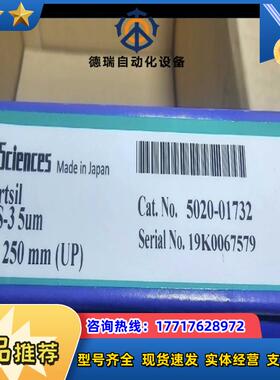 德瑞自动化设备
Sciences Made in Japan
rtsil
S-3 5um
250 mm (UP)
Cat. No. 5020-01732
Serial No. 19K0067579
咨询热线：17717628972
品推荐
型号齐全 现货速发 实体经营